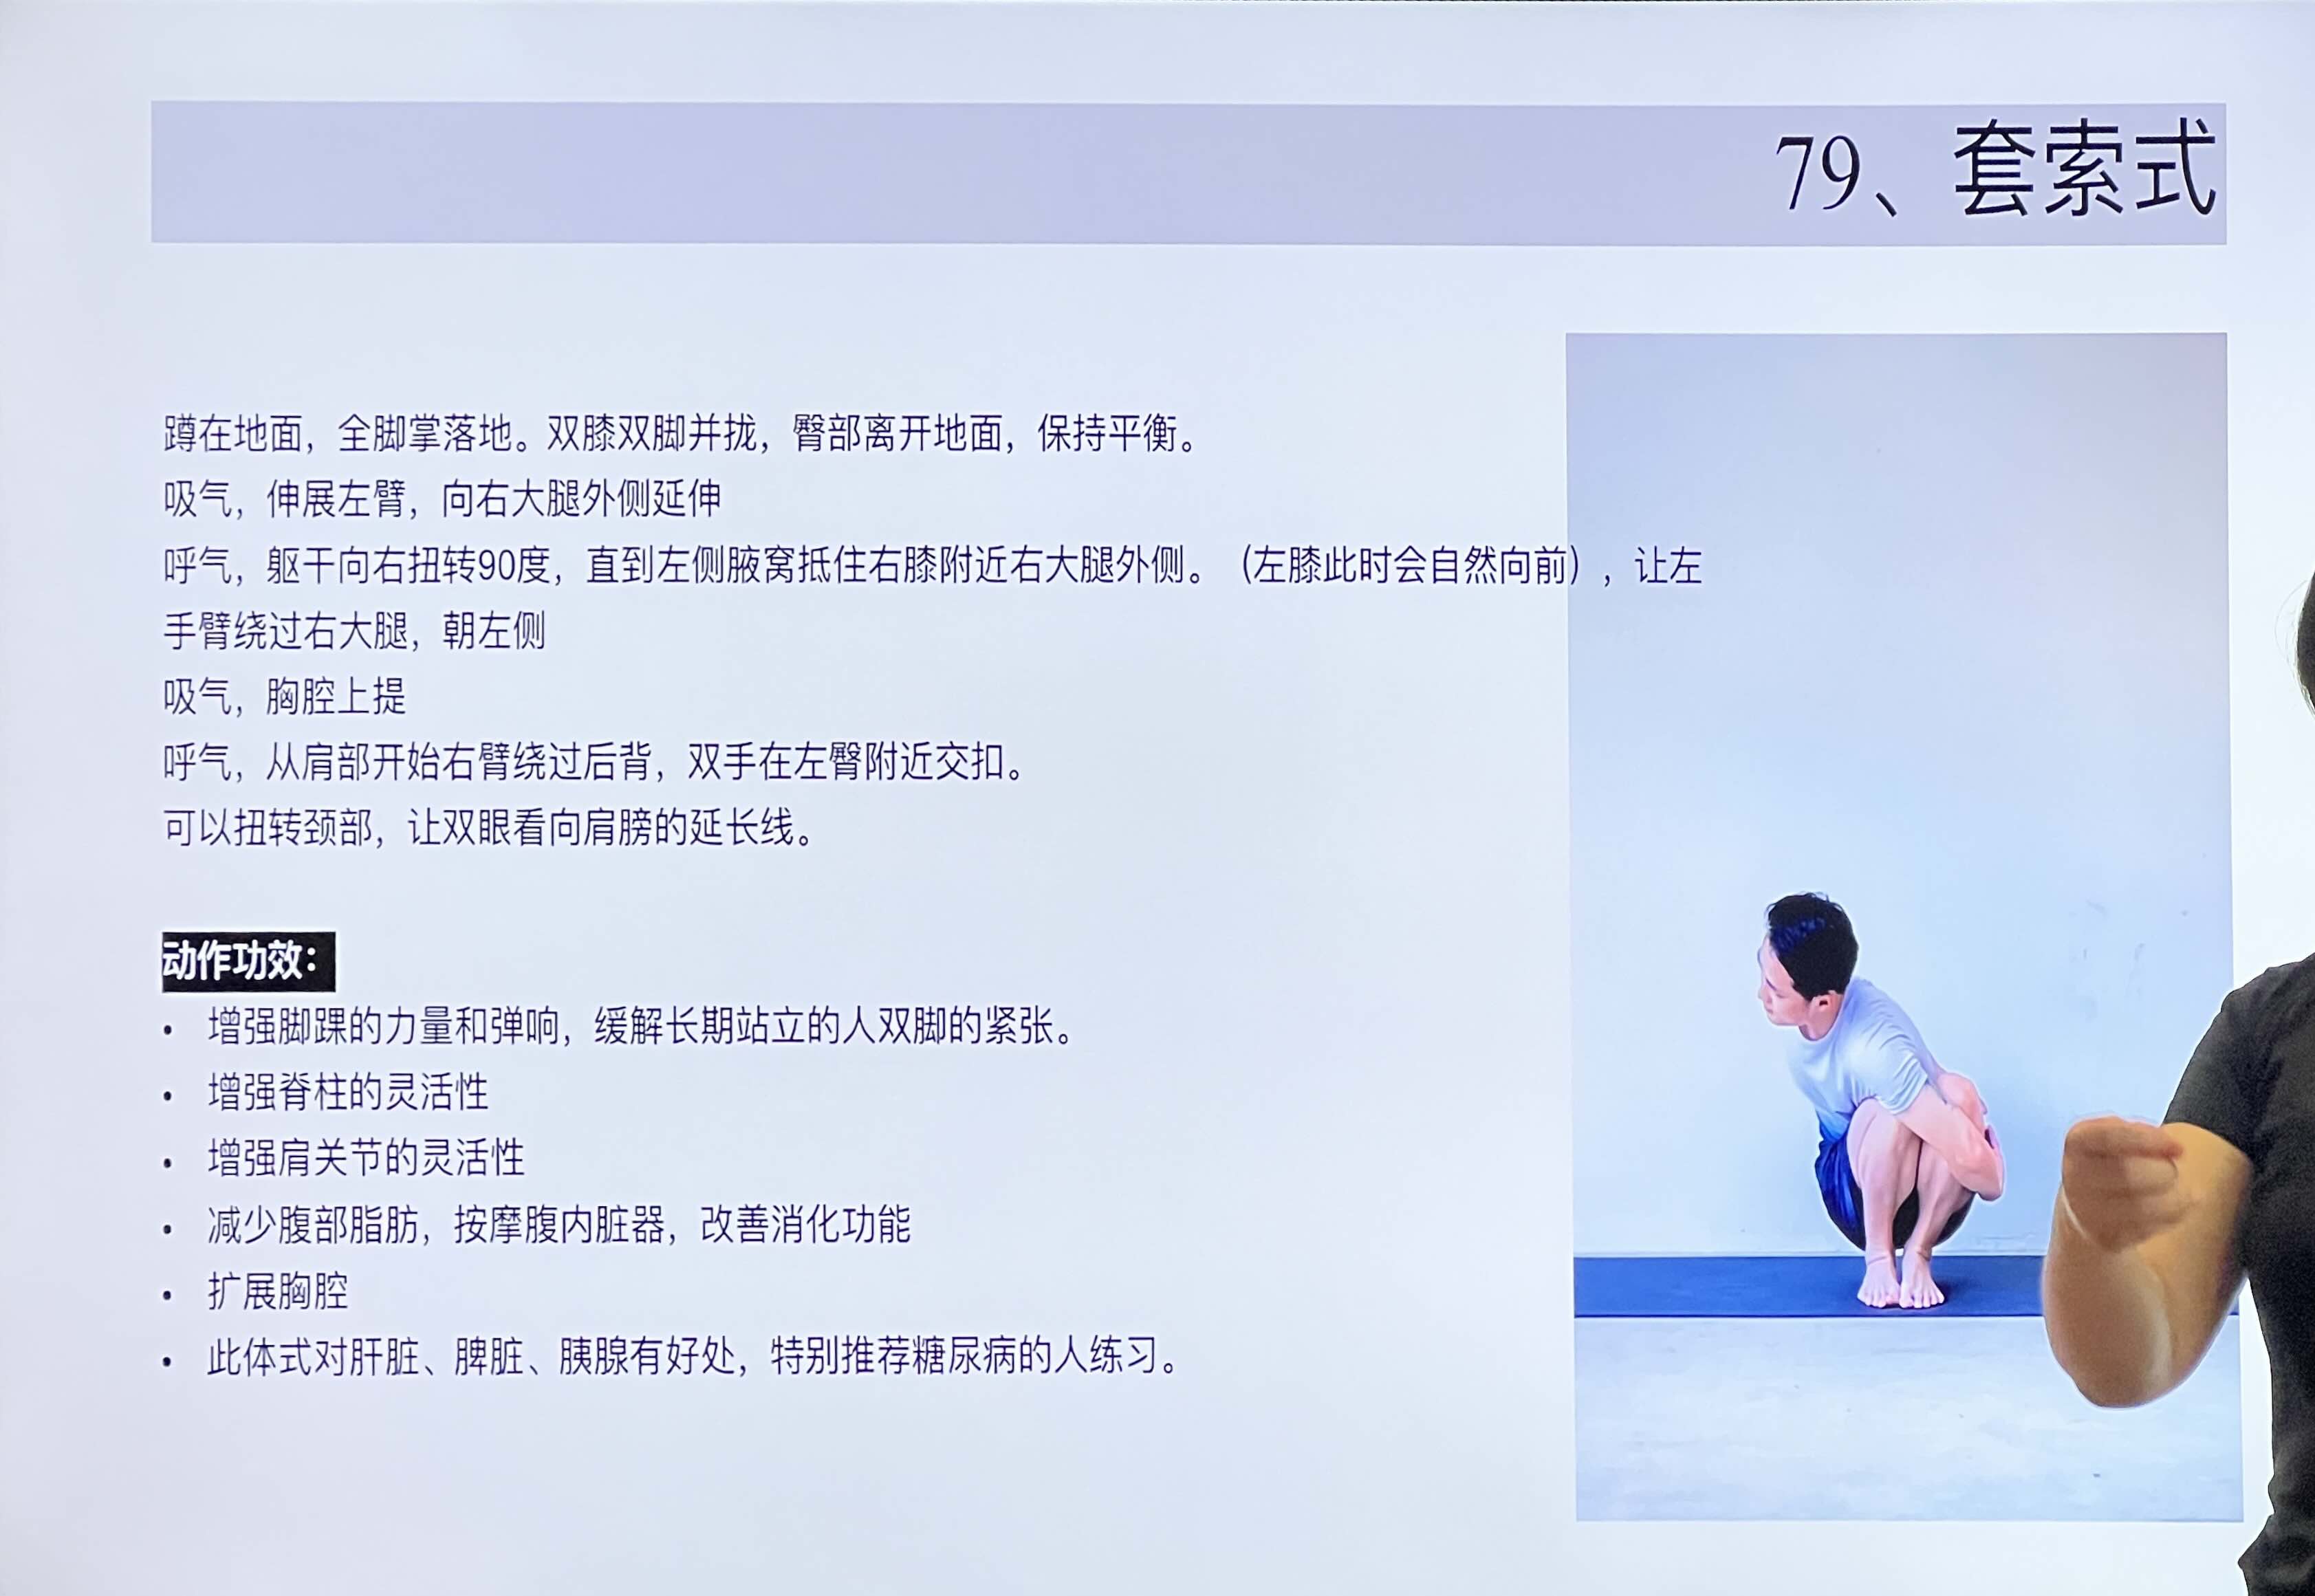 79、套索式
蹲在地面，全脚掌落地。双膝双脚并拢，臀部离开地面，保持平衡。
吸气，伸展左臂，向右大腿外侧延伸
呼气，躯干向右扭转90度，直到左侧腋窝抵住右膝附近右大腿外侧。（左膝此时会自然向前），让左
手臂绕过右大腿，朝左侧
吸气，胸腔上提
呼气，从肩部开始右臂绕过后背，双手在左臀附近交扣。
可以扭转颈部，让双眼看向肩膀的延长线。
动作功效：
• 增强脚踝的力量和弹响，缓解长期站立的人双脚的紧张。
• 增强脊柱的灵活性
• 增强肩关节的灵活性
• 减少腹部脂肪，按摩腹内脏器，改善消化功能
• 扩展胸腔
• 此体式对肝脏、脾脏、胰腺有好处，特别推荐糖尿病的人练习。